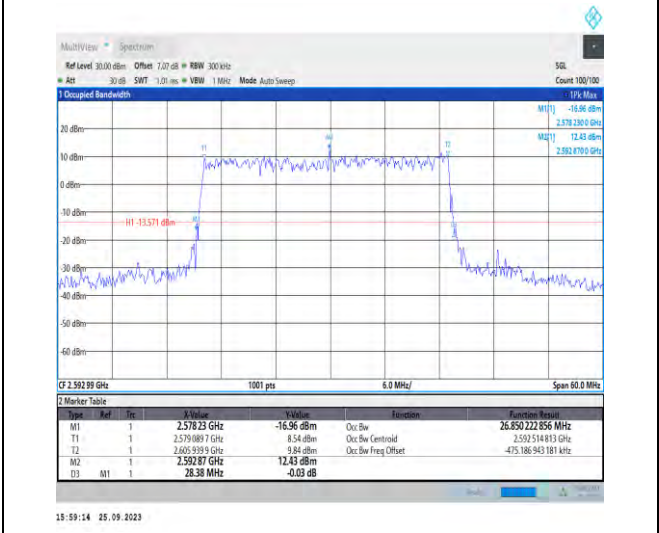 MultiView Spectrum
Ref Level 30.00 dBm Offset 7.07 dB RBW 300 kHz SGL
Att 30 dB SWT 1.01 ms VBW 1 MHz Mode Auto Sweep Count 100/100
1 Occupied Bandwidth 1Pk Max
M1[1] -16.96 dBm
2.578 230 0 GHz
M2[1] 12.43 dBm
2.592 870 0 GHz
20 dBm
M2
T1
T2
10 dBm
0 dBm
-10 dBm
H1 -13.571 dBm
M1
-20 dBm
-30 dBm
-40 dBm
-50 dBm
-60 dBm
CF 2.592 99 GHz 1001 pts 6.0 MHz/ Span 60.0 MHz
2 Marker Table
Type Ref Trc X-Value Y-Value Function Function Result
M1 1 2.578 23 GHz -16.96 dBm Occ Bw 26.850 222 856 MHz
T1 1 2.579 089 7 GHz 8.54 dBm Occ Bw Centroid 2.592 514 813 GHz
T2 1 2.605 939 9 GHz 9.84 dBm Occ Bw Freq Offset -475.186 943 181 kHz
M2 1 2.592 87 GHz 12.43 dBm
D3 M1 1 28.38 MHz -0.03 dB
15:59:14 25.09.2023